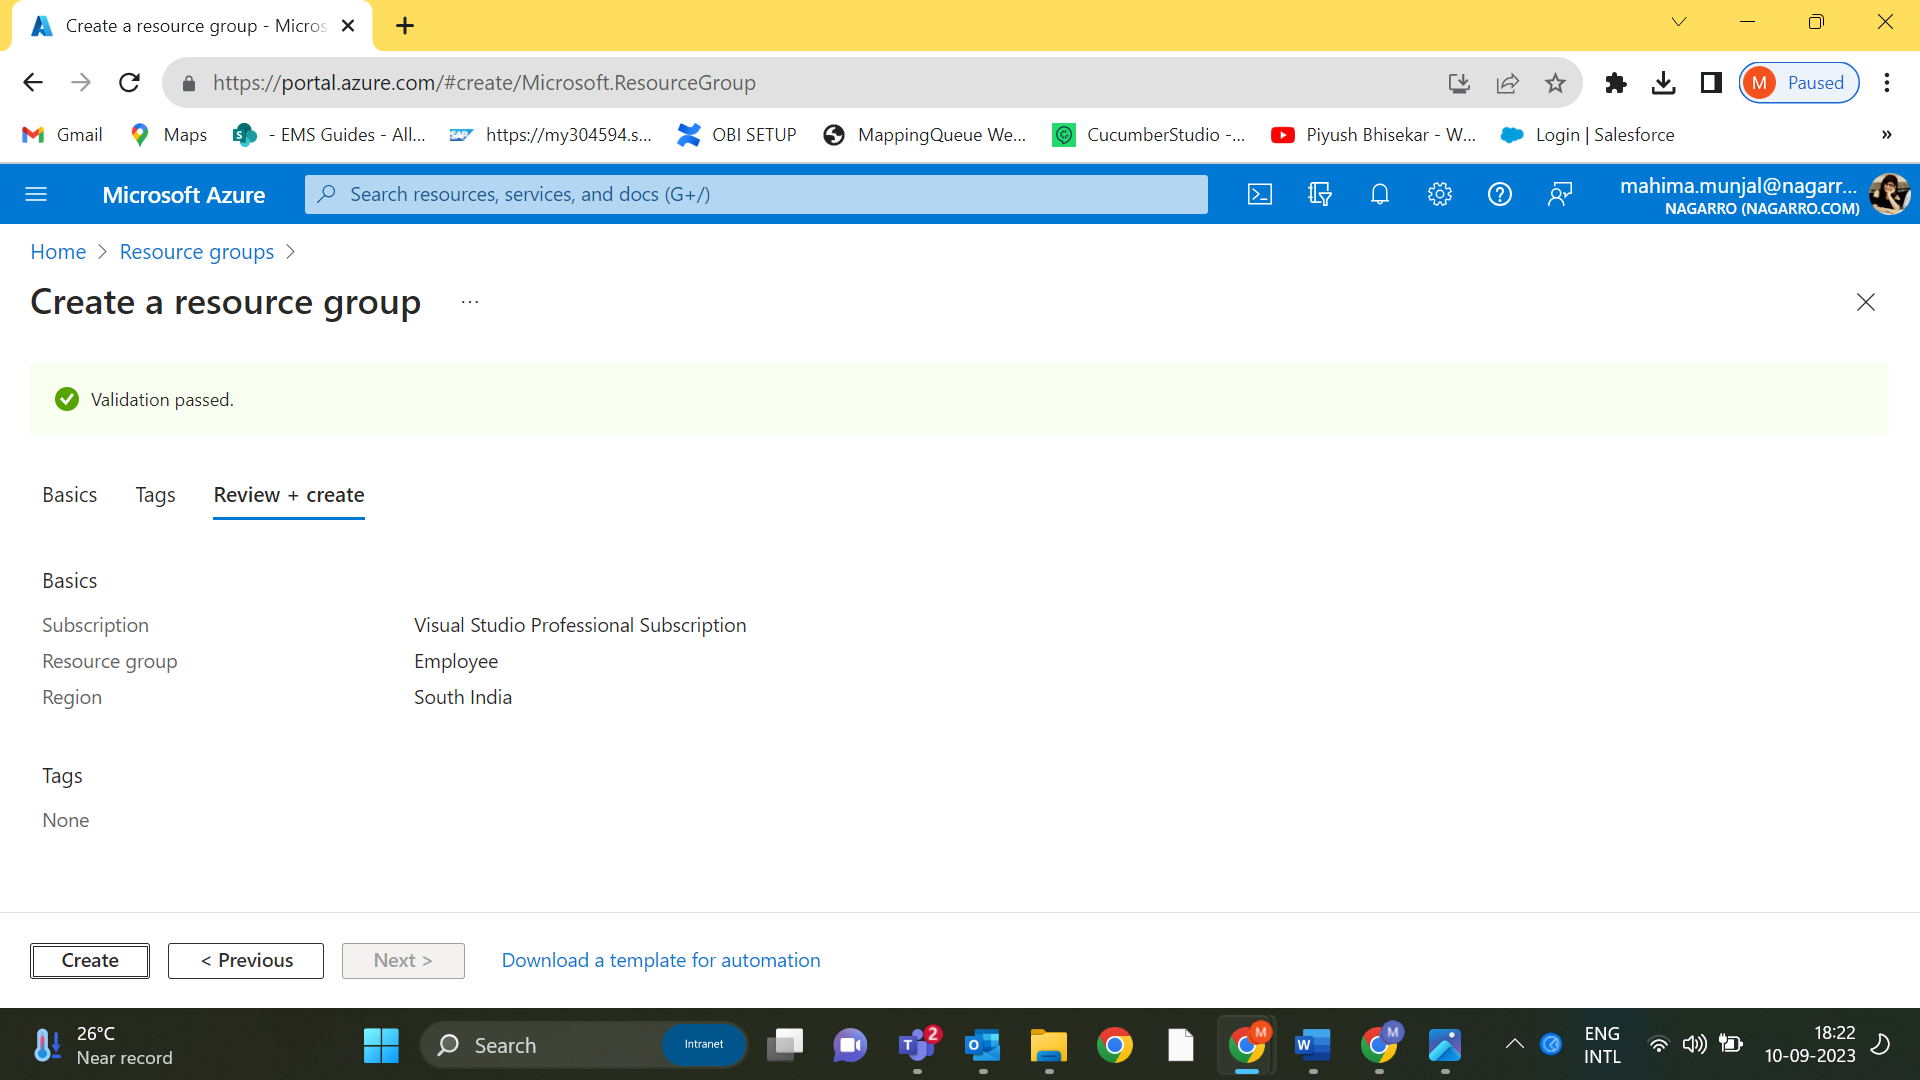 Create a resource group - Micros
https://portal.azure.com/#create/Microsoft.ResourceGroup
M Paused
Gmail Maps - EMS Guides - All... https://my304594.s... OBI SETUP MappingQueue We... CucumberStudio -... Piyush Bhisekar - W... Login | Salesforce »
Microsoft Azure Search resources, services, and docs (G+/) mahima.munjal@nagarr...
NAGARRO (NAGARRO.COM)
Home > Resource groups >
Create a resource group ...
Validation passed.
Basics Tags Review + create
Basics
Subscription Visual Studio Professional Subscription
Resource group Employee
Region South India
Tags
None
Create < Previous Next > Download a template for automation
26°C
Near record
Search Intranet
2
M
M
ENG
INTL
18:22
10-09-2023